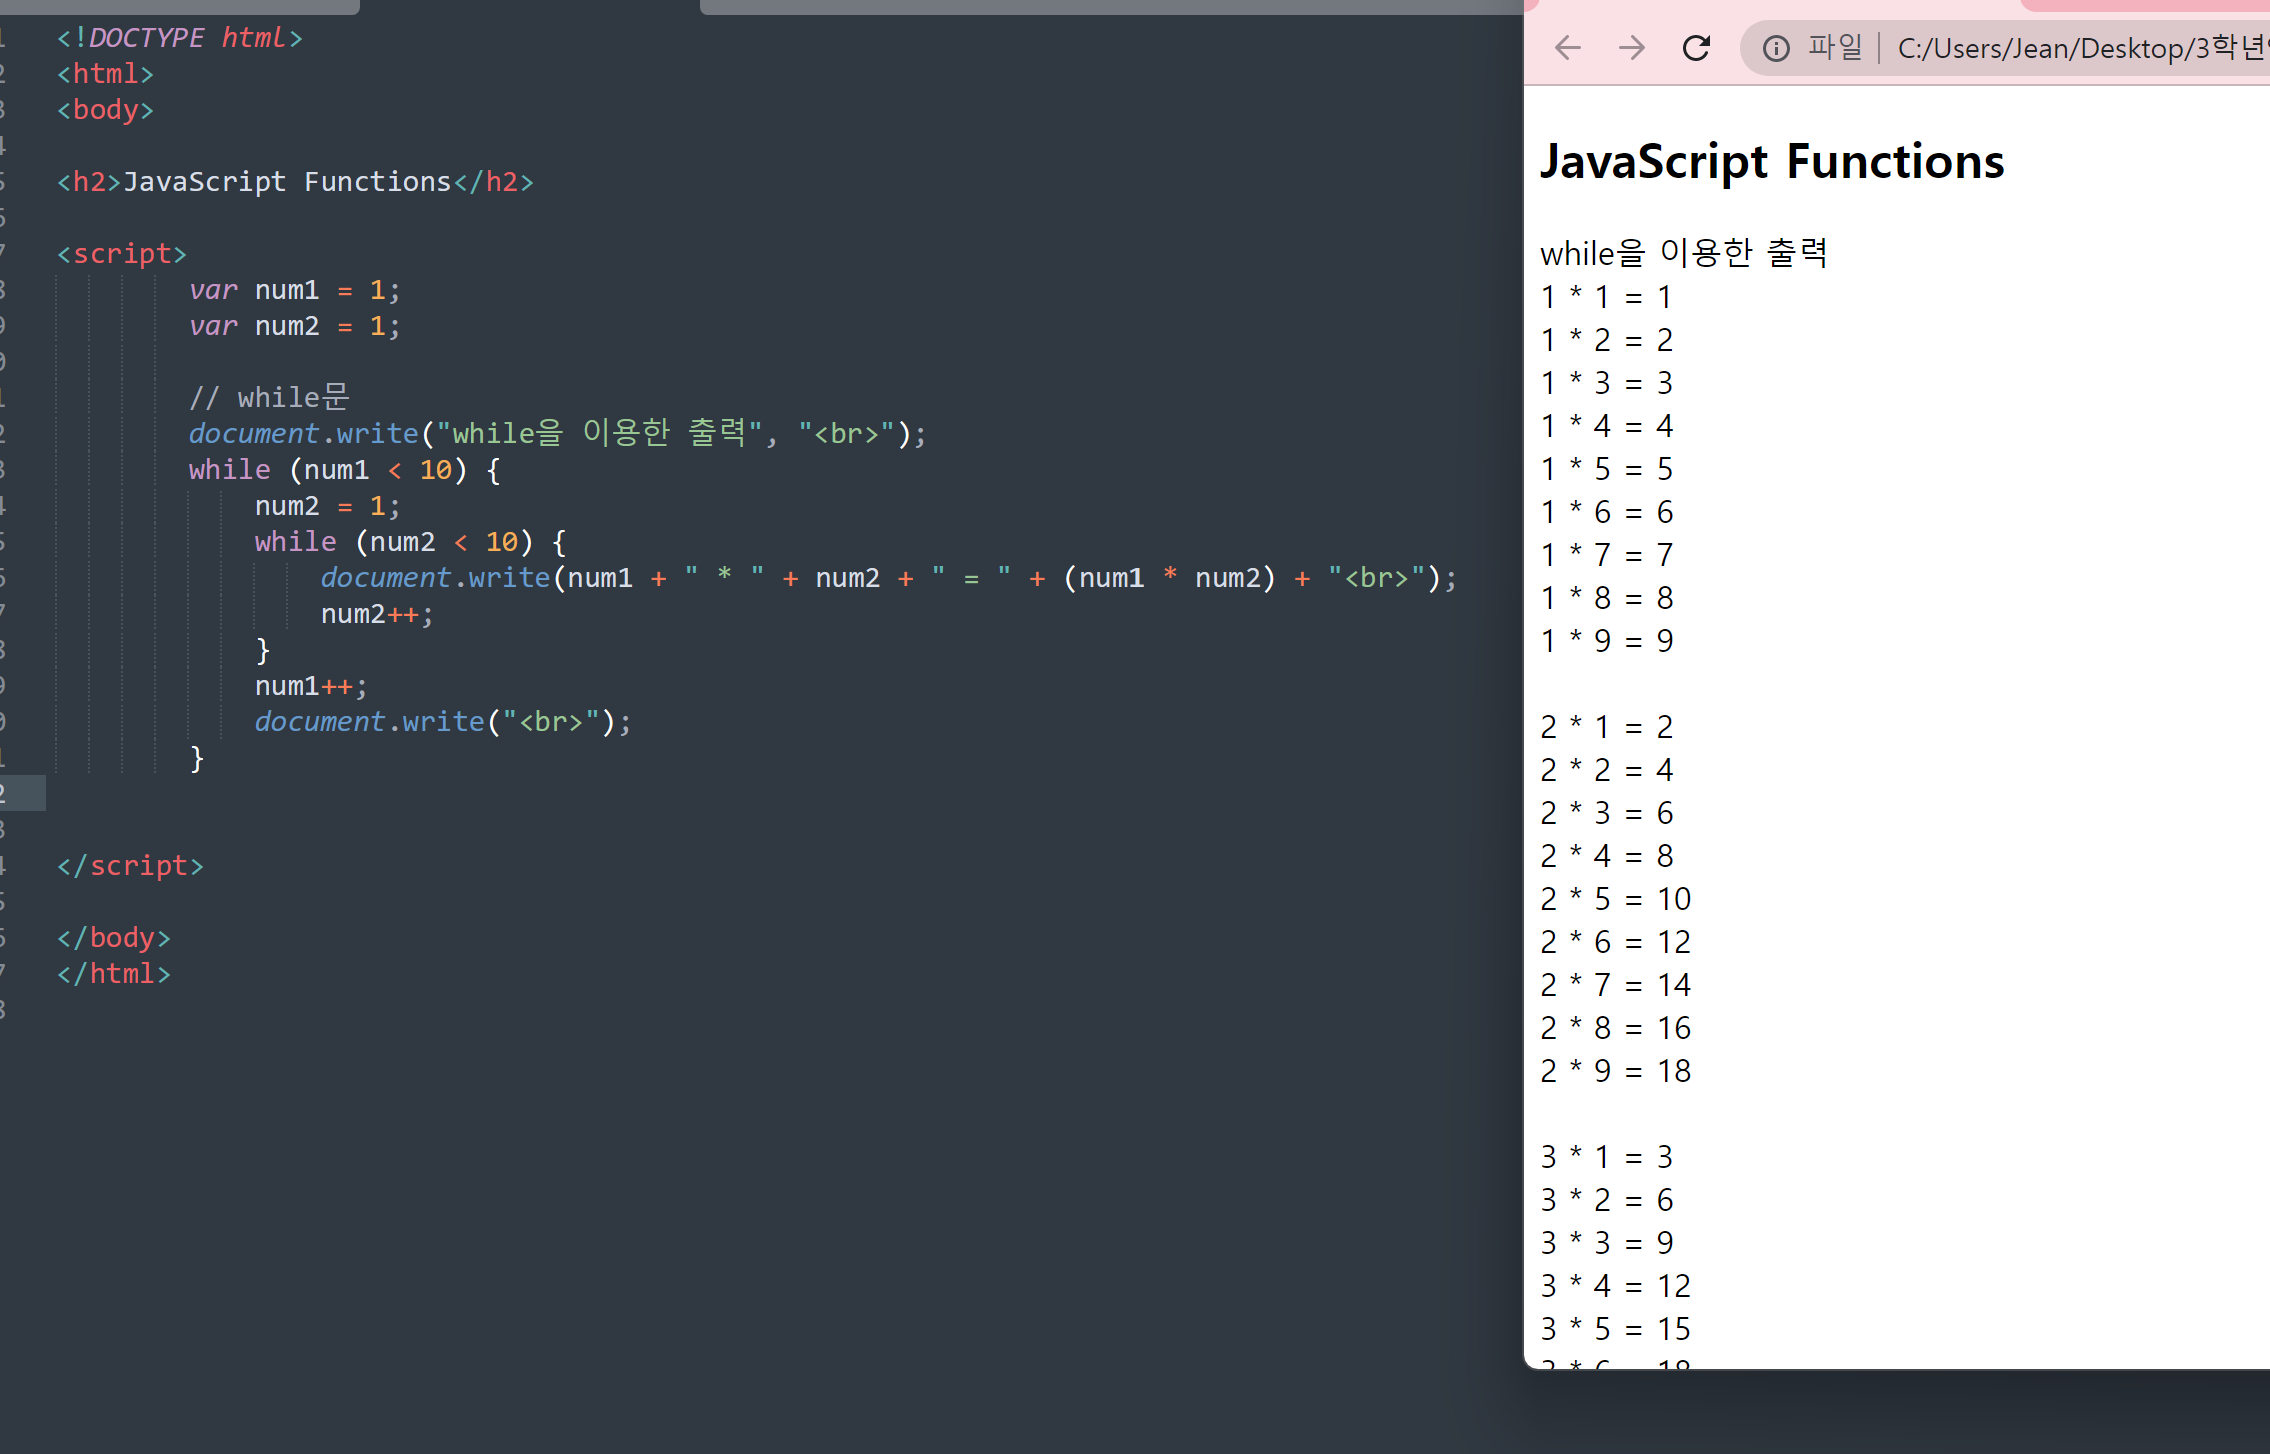 <!DOCTYPE html>
<html>
<body>
<h2>JavaScript Functions</h2>
<script>
var num1 = 1;
var num2 = 1;
// while문
document.write("while을 이용한 출력", "<br>");
while (num1 < 10) {
num2 = 1;
while (num2 < 10) {
document.write(num1 + " * " + num2 + " = " + (num1 * num2) + "<br>");
num2++;
}
num1++;
document.write("<br>");
}
</script>
</body>
</html>
파일 | C:/Users/Jean/Desktop/3학년
JavaScript Functions
while을 이용한 출력
1 * 1 = 1
1 * 2 = 2
1 * 3 = 3
1 * 4 = 4
1 * 5 = 5
1 * 6 = 6
1 * 7 = 7
1 * 8 = 8
1 * 9 = 9
2 * 1 = 2
2 * 2 = 4
2 * 3 = 6
2 * 4 = 8
2 * 5 = 10
2 * 6 = 12
2 * 7 = 14
2 * 8 = 16
2 * 9 = 18
3 * 1 = 3
3 * 2 = 6
3 * 3 = 9
3 * 4 = 12
3 * 5 = 15